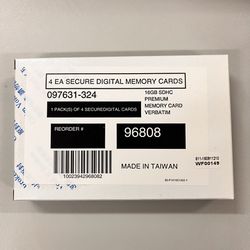 4 EA SECURE DIGITAL MEMORY CARDS
097631-324
16GB SDHC
PREMIUM
MEMORY CARD
VERBATIM
1 PACK(S) OF 4 SECUREDIGITAL CARDS
REORDER #
96808
WF00149
MADE IN TAIWAN
10023942968082